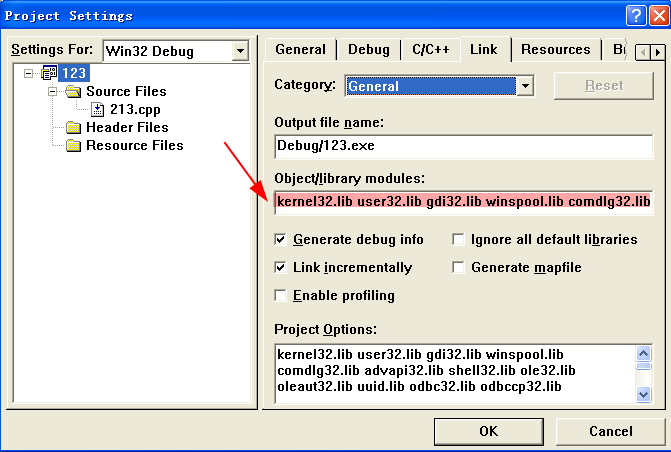 Project Settings
Settings For: Win32 Debug
123
Source Files
213.cpp
Header Files
Resource Files
General Debug C/C++ Link Resources
Category: General Reset
Output file name:
Debug/123.exe
Object/library modules:
kernel32.lib user32.lib gdi32.lib winspool.lib comdlg32.lib
Generate debug info Ignore all default libraries
Link incrementally Generate mapfile
Enable profiling
Project Options:
kernel32.lib user32.lib gdi32.lib winspool.lib
comdlg32.lib advapi32.lib shell32.lib ole32.lib
oleaut32.lib uuid.lib odbc32.lib odbccp32.lib
OK Cancel